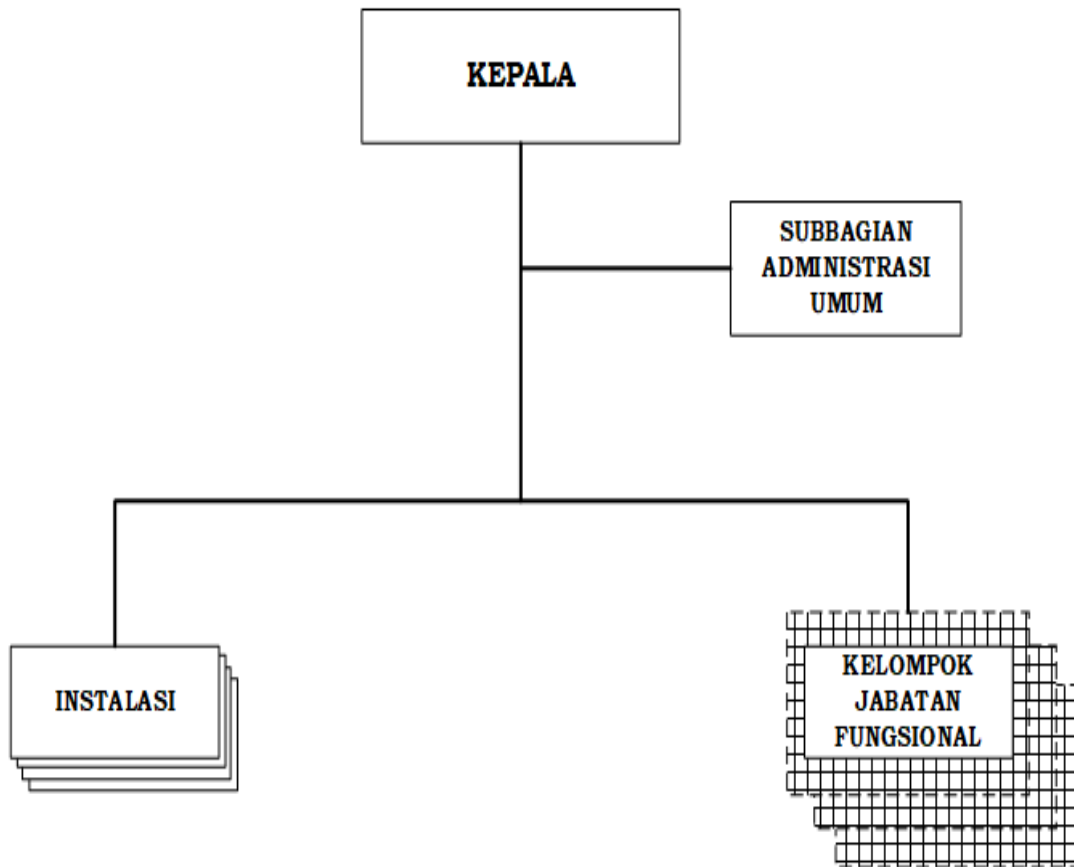 KEPALA
SUBBAGIAN
ADMINISTRASI
UMUM
INSTALASI
KELOMPOK
JABATAN
FUNGSIONAL